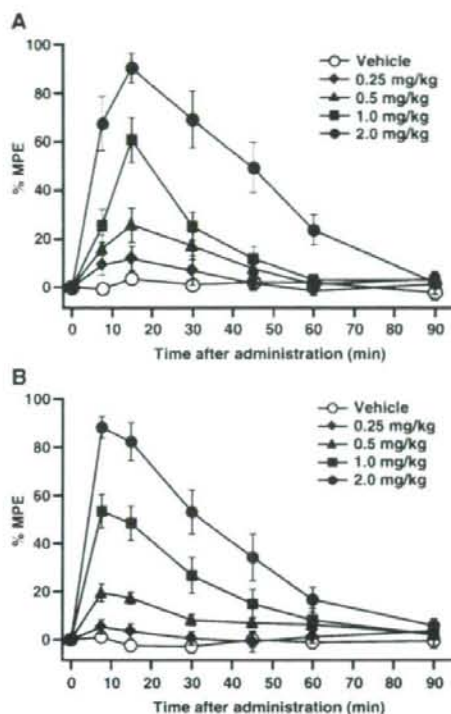 A
100
80
60
40
20
0
% MPE
Vehicle
0.25 mg/kg
0.5 mg/kg
1.0 mg/kg
2.0 mg/kg
0 10 20 30 40 50 60 70 80 90
Time after administration (min)
B
100
80
60
40
20
0
% MPE
Vehicle
0.25 mg/kg
0.5 mg/kg
1.0 mg/kg
2.0 mg/kg
0 10 20 30 40 50 60 70 80 90
Time after administration (min)